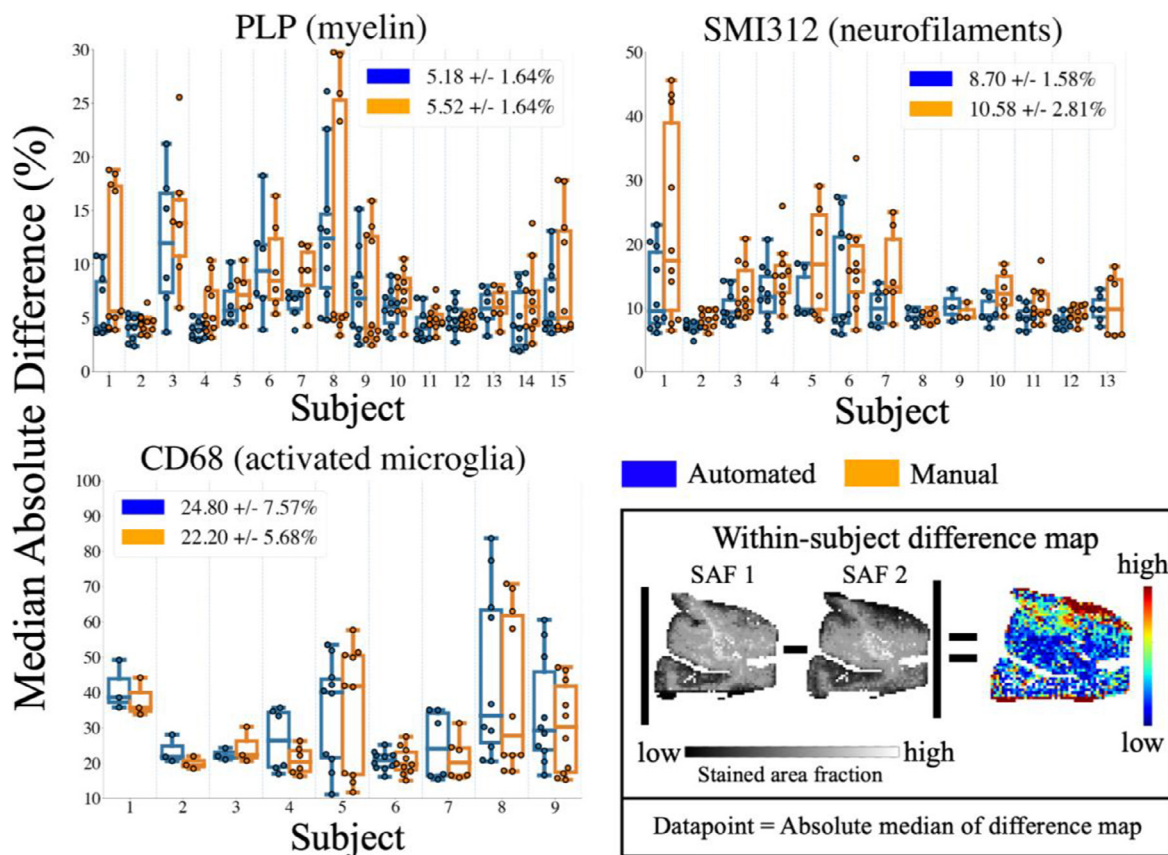 Median Absolute Difference (%)
PLP (myelin)
30
25
20
15
10
5
0
5.18 +/- 1.64%
5.52 +/- 1.64%
1 2 3 4 5 6 7 8 9 10 11 12 13 14 15
Subject
SMI312 (neurofilaments)
50
40
30
20
10
0
8.70 +/- 1.58%
10.58 +/- 2.81%
1 2 3 4 5 6 7 8 9 10 11 12 13
Subject
CD68 (activated microglia)
100
90
80
70
60
50
40
30
20
10
24.80 +/- 7.57%
22.20 +/- 5.68%
1 2 3 4 5 6 7 8 9
Subject
Automated Manual
Within-subject difference map
SAF 1 SAF 2 high
low
low high
Stained area fraction
Datapoint = Absolute median of difference map